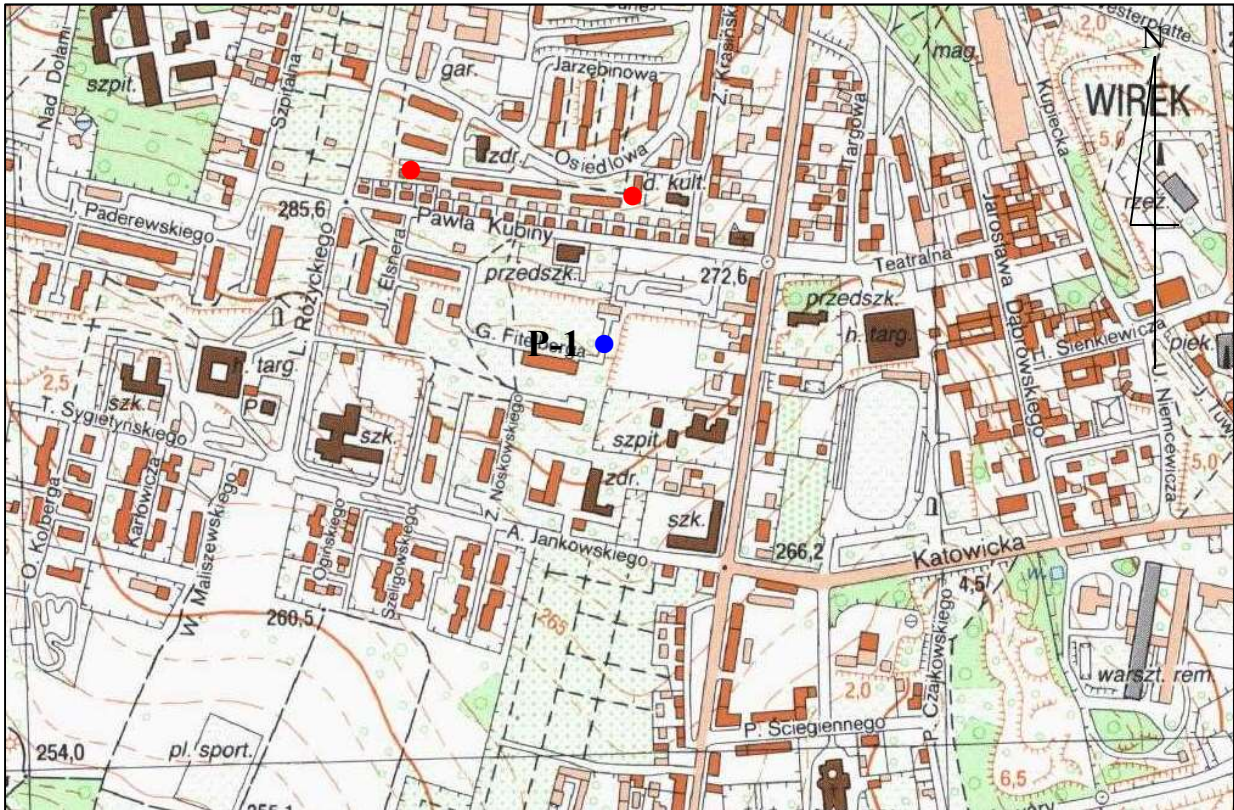 N
WIREK
mag.
Kupiecka
5,0
2,0
rzeź.
Nad Dołami
szpit.
Szpitalna
gar.
Jarzębinowa
Z. Krasińskiego
Targowa
zdr.
Osiedlowa
d. kult.
I. Paderewskiego
285,6
Pawła Kubiny
J. Elsnera
przedszk.
272,6
Teatralna
Jarosława Dąbrowskiego
L. Różyckiego
przedszk.
h. targ.
G. Fitelberga
P-1
H. Sienkiewicza
piek.
2,5
h. targ.
szk.
P
T. Sygietyńskiego
szk.
szpit.
J. Tuwima
U. Niemcewicza
5,0
O. Kolberga
Karłowicza
W. Maliszewskiego
Ogińskiego
Szeligowskiego
Z. Noskowskiego
zdr.
szk.
A. Jankowskiego
266,2
Katowicka
w.
4,5
260,5
265
2,0
P. Czajkowskiego
warszt. rem.
P. Ściegiennego
254,0
pl. sport.
6,5
255,1